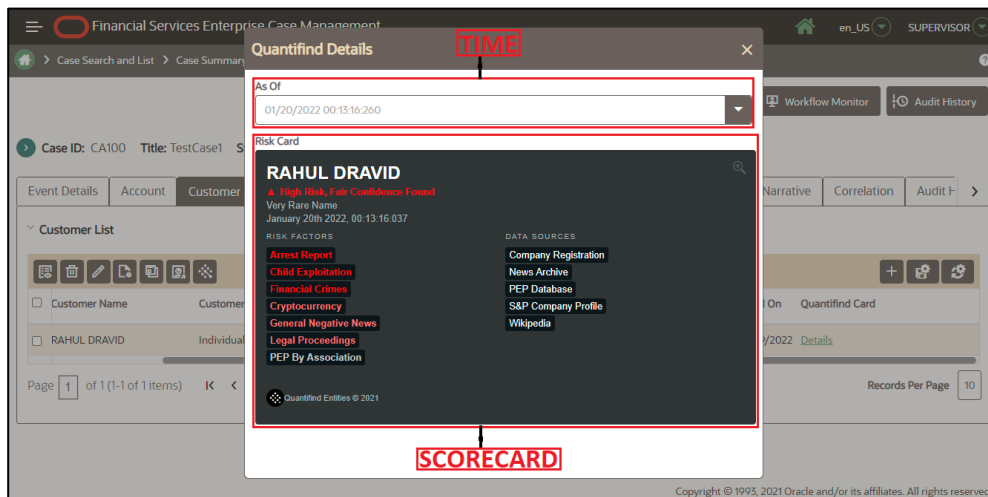 Financial Services Enterprise Case Management
en_US
SUPERVISOR
Case Search and List
Case Summary
Quantifind Details
TIME
As Of
01/20/2022 00:13:16:260
Workflow Monitor
Audit History
Case ID: CA100 Title: TestCase1
Risk Card
RAHUL DRAVID
High Risk, Fair Confidence Found
Very Rare Name
January 20th 2022, 00:13:16:037
Event Details
Account
Customer
Narrative
Correlation
RISK FACTORS
DATA SOURCES
Customer List
Arrest Report
Company Registration
Child Exploitation
News Archive
Financial Crimes
PEP Database
Cryptocurrency
S&P Company Profile
General Negative News
Wikipedia
Legal Proceedings
PEP By Association
Customer Name
Customer
On
Quantifind Card
RAHUL DRAVID
Individual
/2022 Details
Page 1 of 1 (1-1 of 1 items)
Records Per Page 10
Quantifind Entities © 2021
SCORECARD
Copyright © 1993, 2021 Oracle and/or its affiliates. All rights reserved